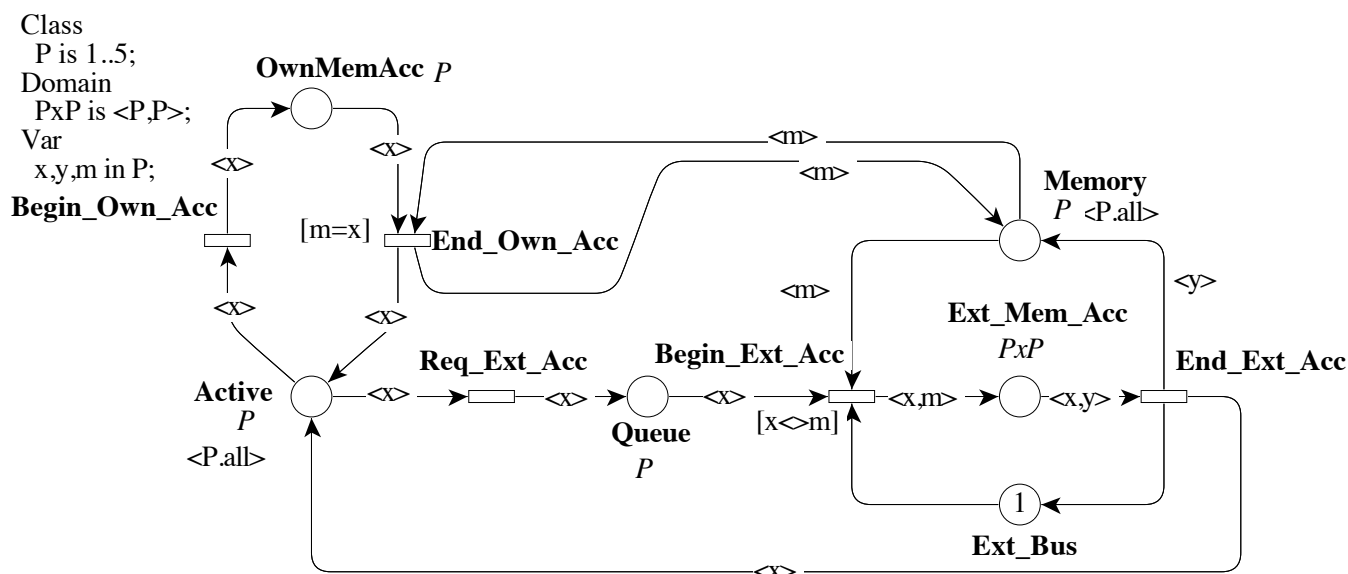 Class
P is 1..5;
Domain
PxP is <P,P>;
Var
x,y,m in P;
OwnMemAcc P
<x>
<x>
<m>
<m>
Begin_Own_Acc
[m=x]
End_Own_Acc
Memory
P <P.all>
<x>
<x>
<m>
<y>
Ext_Mem_Acc
PxP
Req_Ext_Acc
Begin_Ext_Acc
End_Ext_Acc
Active
P
<P.all>
<x>
<x>
<x>
<x,m>
<x,y>
[x<>m]
Queue
P
1
Ext_Bus
<x>